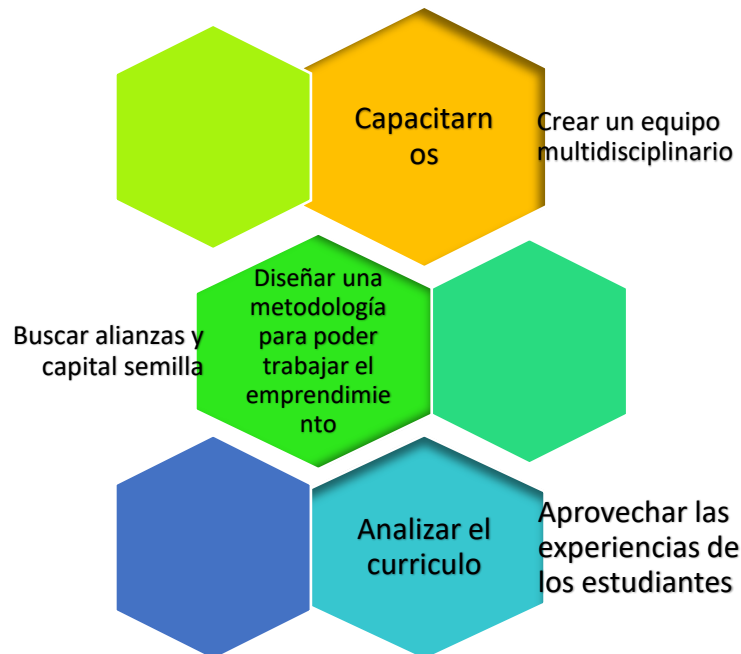 Capacitarn
os
Crear un equipo
multidisciplinario
Buscar alianzas y
capital semilla
Diseñar una
metodología
para poder
trabajar el
emprendimie
nto
Analizar el
curriculo
Aprovechar las
experiencias de
los estudiantes